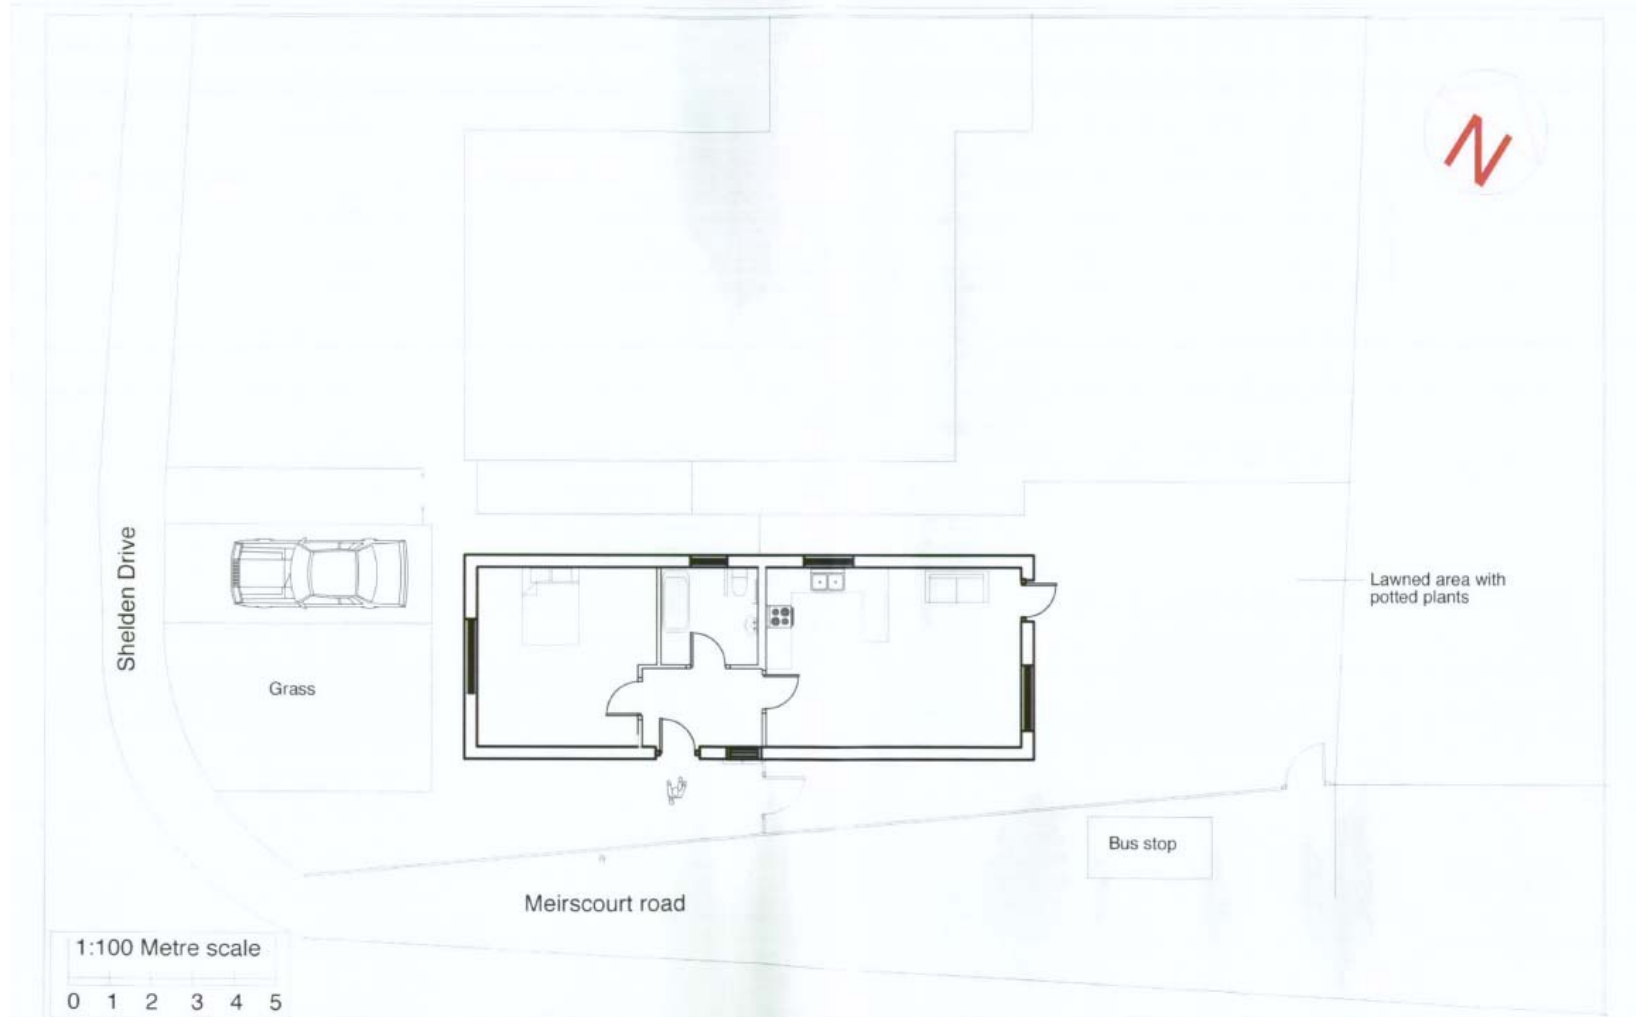 N
Shelden Drive
Lawned area with
potted plants
Grass
Bus stop
Meirscourt road
1:100 Metre scale
0 1 2 3 4 5